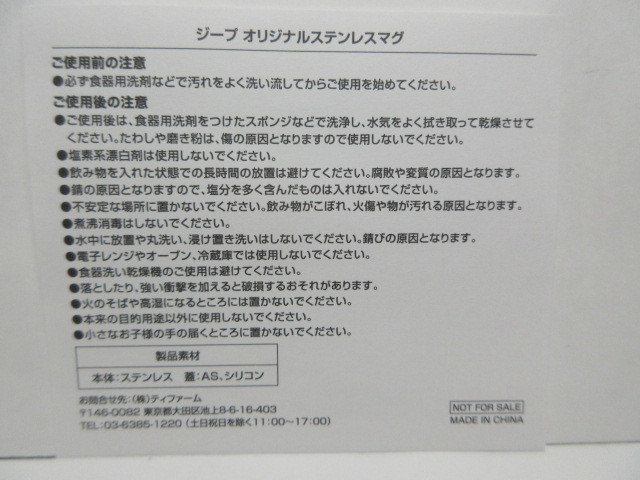 ジープ オリジナルステンレスマグ
ご使用前の注意
●必ず食器用洗剤などで汚れをよく洗い流してからご使用を始めてください。
ご使用後の注意
●ご使用後は、食器用洗剤をつけたスポンジなどで洗浄し、水気をよく拭き取って乾燥させて
ください。たわしや磨き粉は、傷の原因となりますので使用しないでください。
●塩素系漂白剤は使用しないでください。
●飲み物を入れた状態での長時間の放置は避けてください。腐敗や変質の原因となります。
●錆の原因となりますので、塩分を多く含んだものは入れないでください。
●不安定な場所に置かないでください。飲み物がこぼれ、火傷や物が汚れる原因となります。
●煮沸消毒はしないでください。
●水中に放置や丸洗い、浸け置き洗いはしないでください。錆びの原因となります。
●電子レンジやオーブン、冷蔵庫では使用しないでください。
●食器洗い乾燥機のご使用は避けてください。
●落としたり、強い衝撃を加えると破損するおそれがあります。
●火のそばや高湿になるところには置かないでください。
●本来の目的用途以外に使用しないでください。
●小さなお子様の手の届くところに置かないでください。
製品素材
本体:ステンレス 蓋:AS、シリコン
お問合せ先:(株)ティファーム
〒146-0082 東京都大田区池上8-6-16-403
TEL:03-6385-1220 (土日祝日を除く11:00~17:00)
NOT FOR SALE
MADE IN CHINA